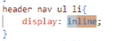 header nav ul li{
    display: inline;
}